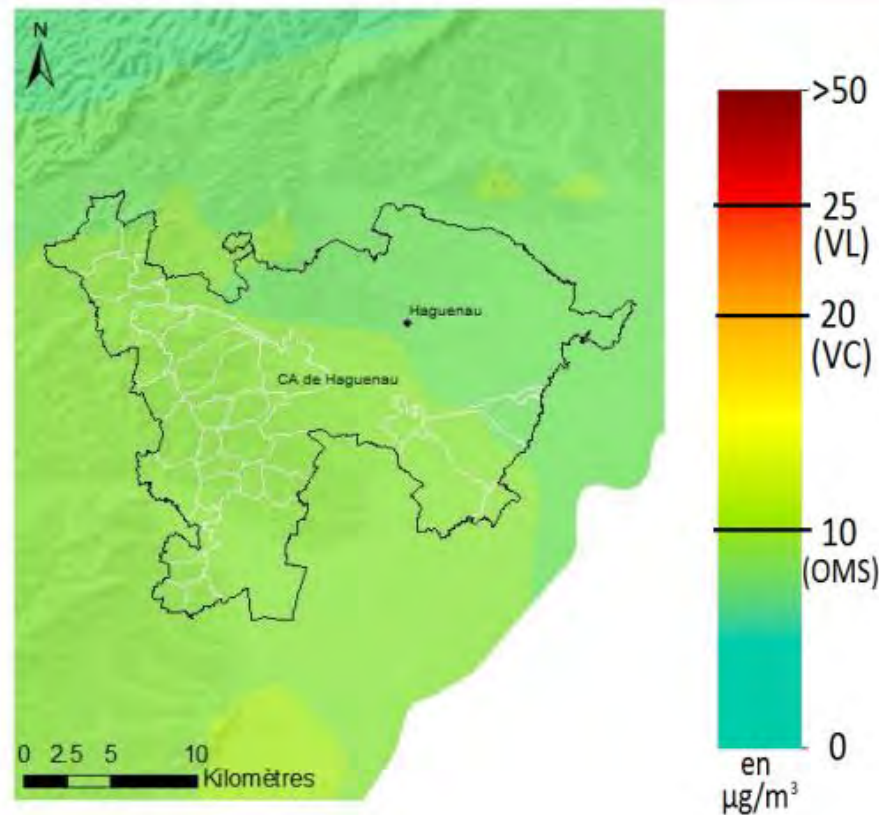 N
Haguenau
CA de Haguenau
0 2.5 5 10
Kilomètres
>50
25
(VL)
20
(VC)
10
(OMS)
0
en
µg/m³